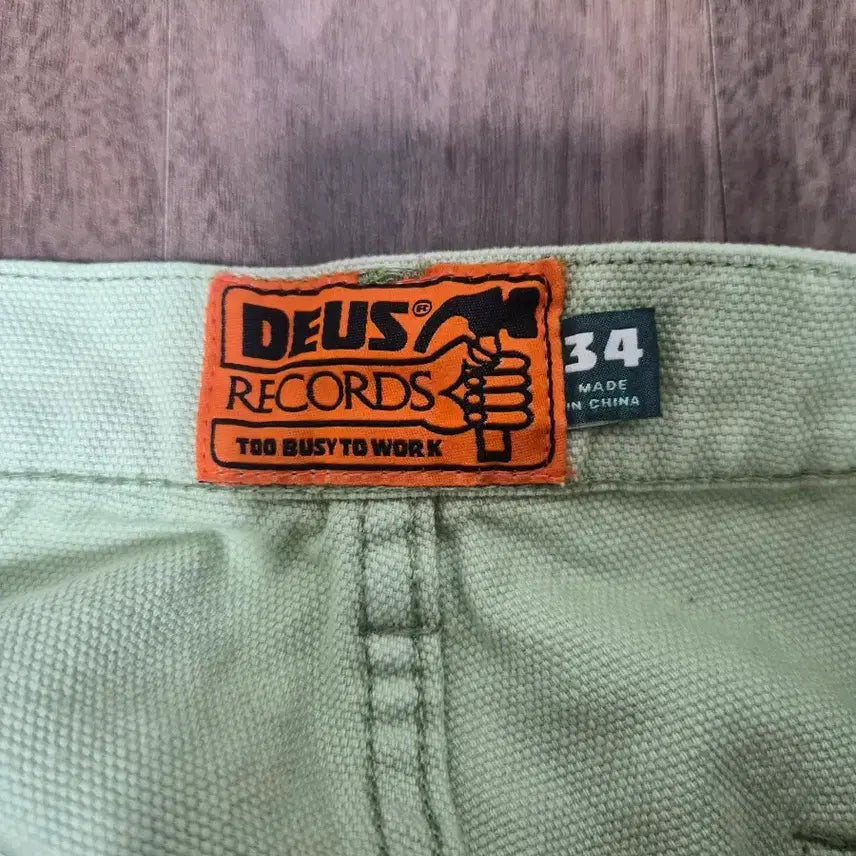 DEUS®
RECORDS
TOO BUSY TO WORK
34
MADE
IN CHINA